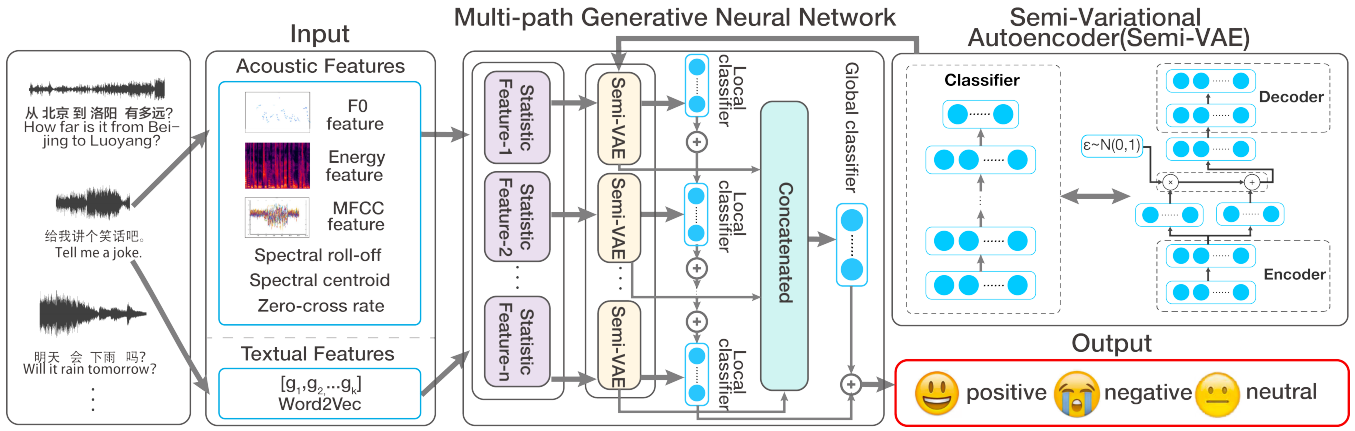 Multi-path Generative Neural Network
Semi-Variational
Autoencoder(Semi-VAE)
Input
从 北京 到 洛阳 有多远?
How far is it from Bei-
jing to Luoyang?
给我讲个笑话吧。
Tell me a joke.
明天 会 下雨 吗?
Will it rain tomorrow?
Acoustic Features
F0
feature
Energy
feature
MFCC
feature
Spectral roll-off
Spectral centroid
Zero-cross rate
Textual Features
[g1,g2,...gk]
Word2Vec
Statistic
Feature-1
Statistic
Feature-2
Statistic
Feature-n
Semi-VAE
Semi-VAE
Semi-VAE
Local
classifier
Local
classifier
Local
classifier
Concatenated
Global classifier
Classifier
Decoder
ε~N(0,1)
Encoder
Output
positive
negative
neutral